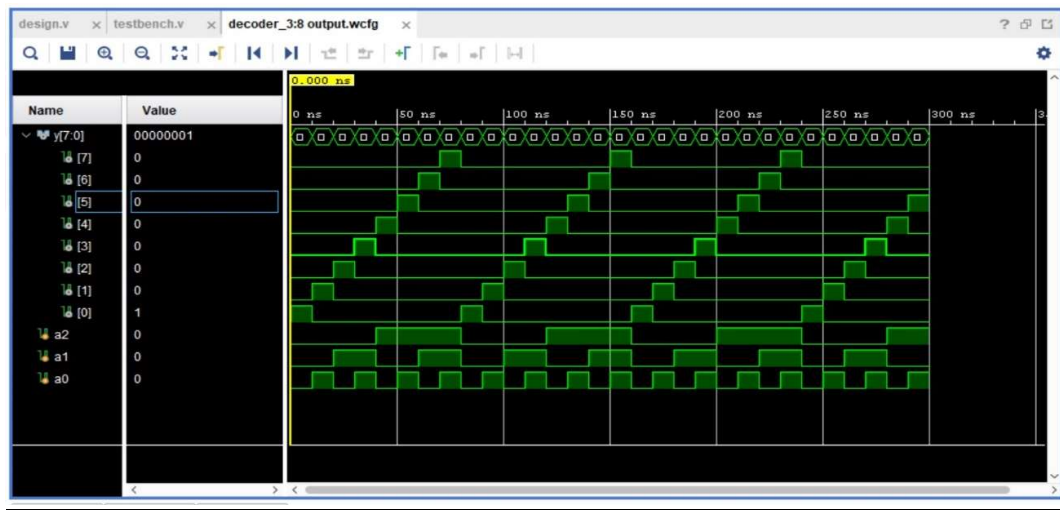 design.v × testbench.v × decoder_3:8 output.wcfg × ?
0.000 ns
Name Value
0 ns 50 ns 100 ns 150 ns 200 ns 250 ns 300 ns 3
y[7:0] 00000001
[7] 0
[6] 0
[5] 0
[4] 0
[3] 0
[2] 0
[1] 0
[0] 1
a2 0
a1 0
a0 0